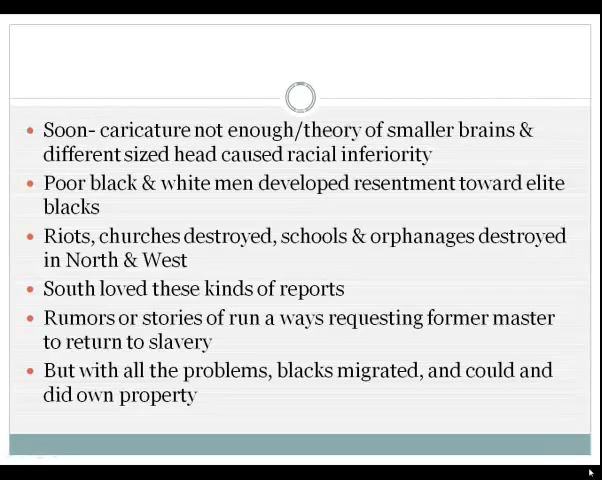 Soon- caricature not enough/theory of smaller brains &
different sized head caused racial inferiority
Poor black & white men developed resentment toward elite
blacks
Riots, churches destroyed, schools & orphanages destroyed
in North & West
South loved these kinds of reports
Rumors or stories of run a ways requesting former master
to return to slavery
But with all the problems, blacks migrated, and could and
did own property